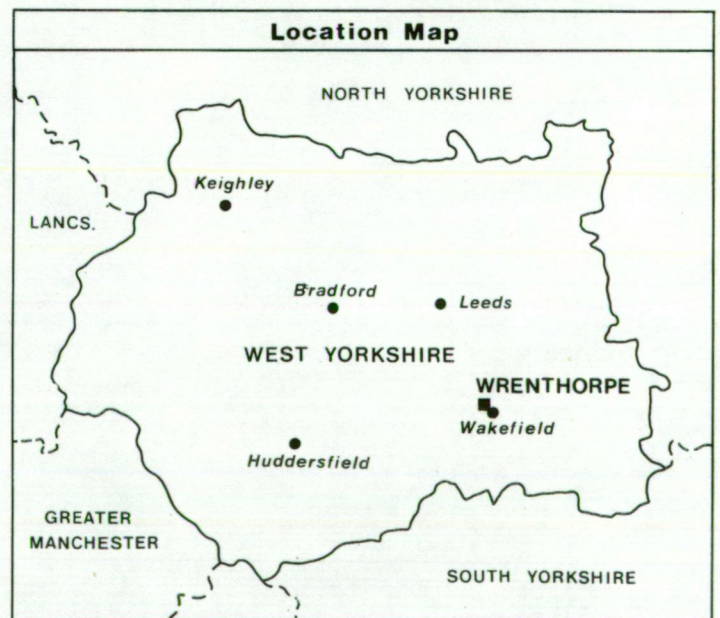 Location Map
NORTH YORKSHIRE
Keighley
LANCS.
Bradford
Leeds
WEST YORKSHIRE
WRENTHORPE
Wakefield
Huddersfield
GREATER
MANCHESTER
SOUTH YORKSHIRE